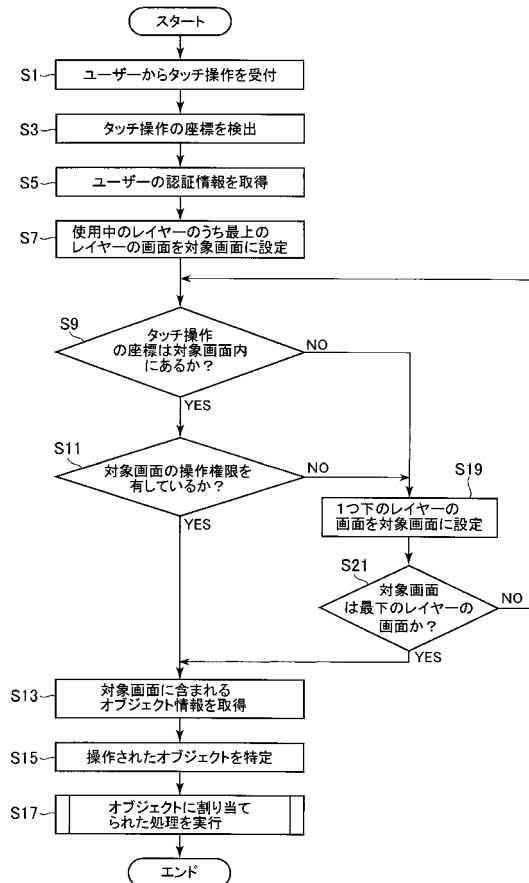 スタート
S1
ユーザーからタッチ操作を受付
S3
タッチ操作の座標を検出
S5
ユーザーの認証情報を取得
S7
使用中のレイヤーのうち最上の
レイヤーの画面を対象画面に設定
S9
タッチ操作
の座標は対象画面内
にあるか？
NO
YES
S11
対象画面の操作権限を
有しているか？
NO
YES
S19
1つ下のレイヤーの
画面を対象画面に設定
S21
対象画面
は最下のレイヤーの
画面か？
NO
YES
S13
対象画面に含まれる
オブジェクト情報を取得
S15
操作されたオブジェクトを特定
S17
オブジェクトに割り当て
られた処理を実行
エンド